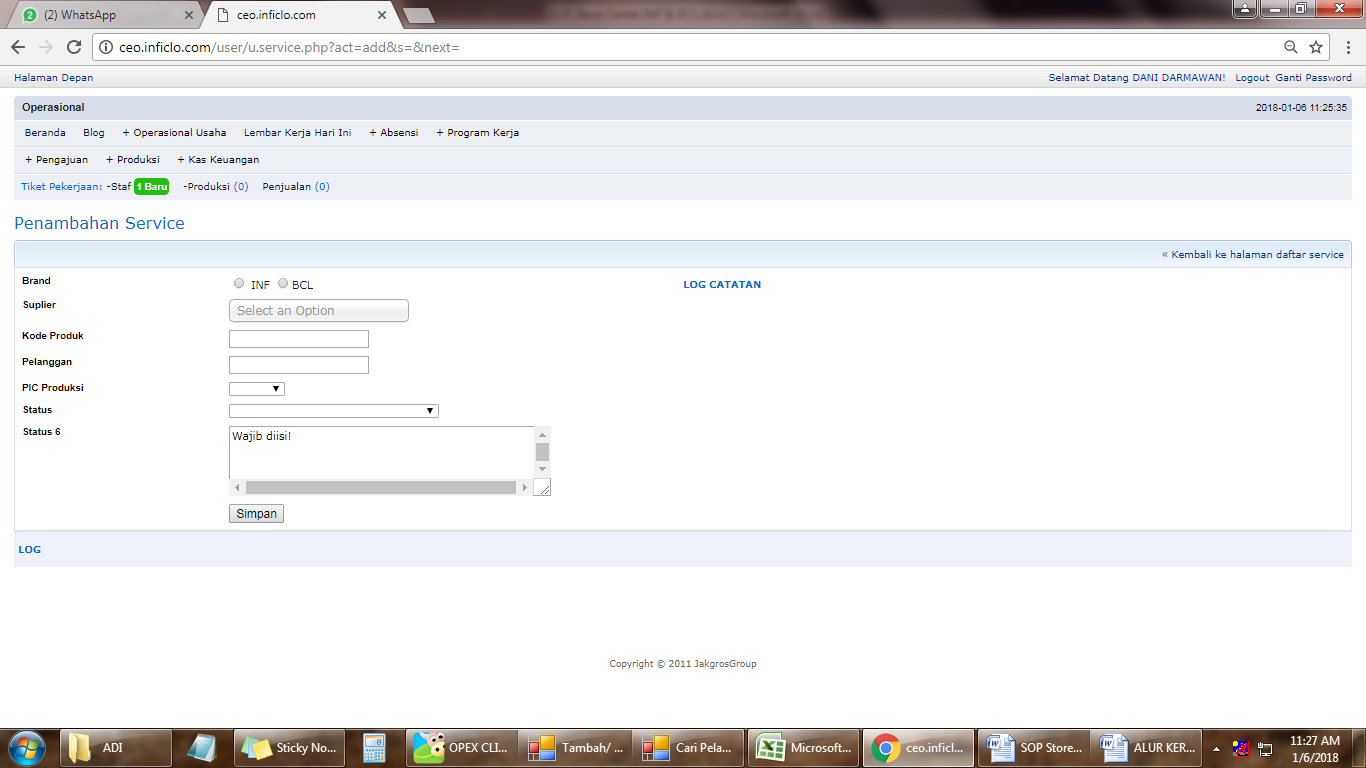 (2) WhatsApp
ceo.inficlo.com
ceo.inficlo.com/user/u.service.php?act=add&s=&next=
Halaman Depan
Selamat Datang DANI DARMAWAN! Logout Ganti Password
Operasional
2018-01-06 11:25:35
Beranda Blog + Operasional Usaha Lembar Kerja Hari Ini + Absensi + Program Kerja
+ Pengajuan + Produksi + Kas Keuangan
Tiket Pekerjaan: -Staf 1 Baru -Produksi (0) Penjualan (0)
Penambahan Service
« Kembali ke halaman daftar service
Brand
INF BCL
LOG CATATAN
Suplier
Select an Option
Kode Produk
Pelanggan
PIC Produksi
Status
Status 6
Wajib diisi!
Simpan
LOG
Copyright © 2011 JakgrosGroup
ADI
Sticky No...
OPEX CLI...
Tambah/ ...
Cari Pela...
Microsoft...
ceo.inficl...
SOP Store...
ALUR KER...
11:27 AM
1/6/2018